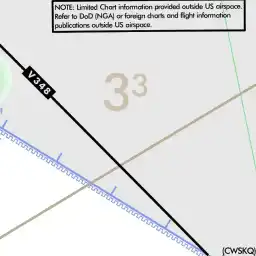 NOTE: Limited Chart information provided outside US airspace.
Refer to DoD (NGA) or foreign charts and flight information
publications outside US airspace.
V348
3³
(CWSKQ)